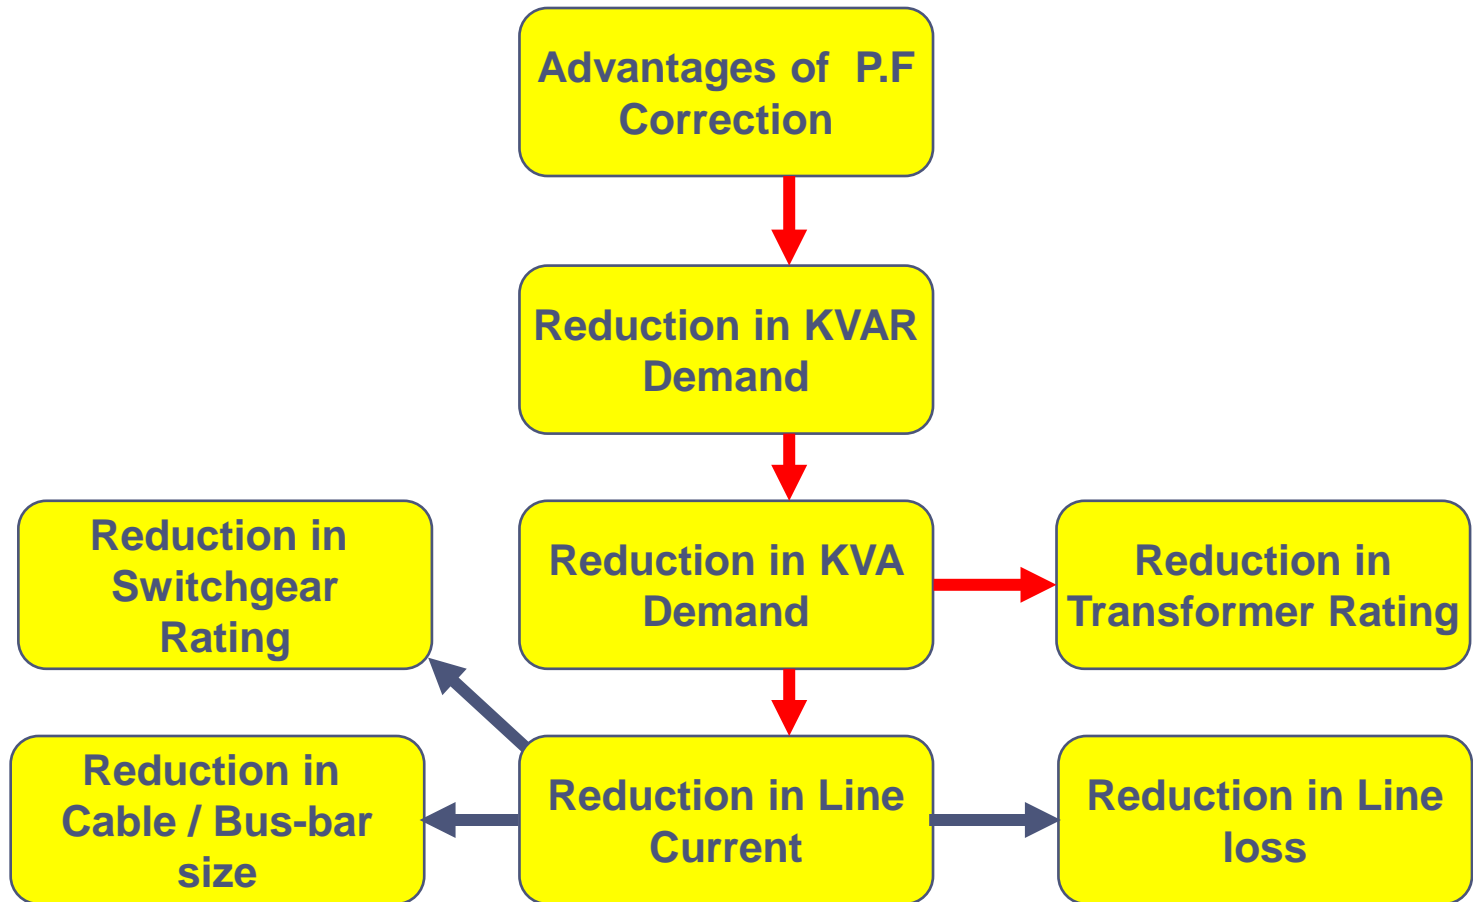 Advantages of P.F
Correction
Reduction in KVAR
Demand
Reduction in
Switchgear
Rating
Reduction in KVA
Demand
Reduction in
Transformer Rating
Reduction in
Cable / Bus-bar
size
Reduction in Line
Current
Reduction in Line
loss